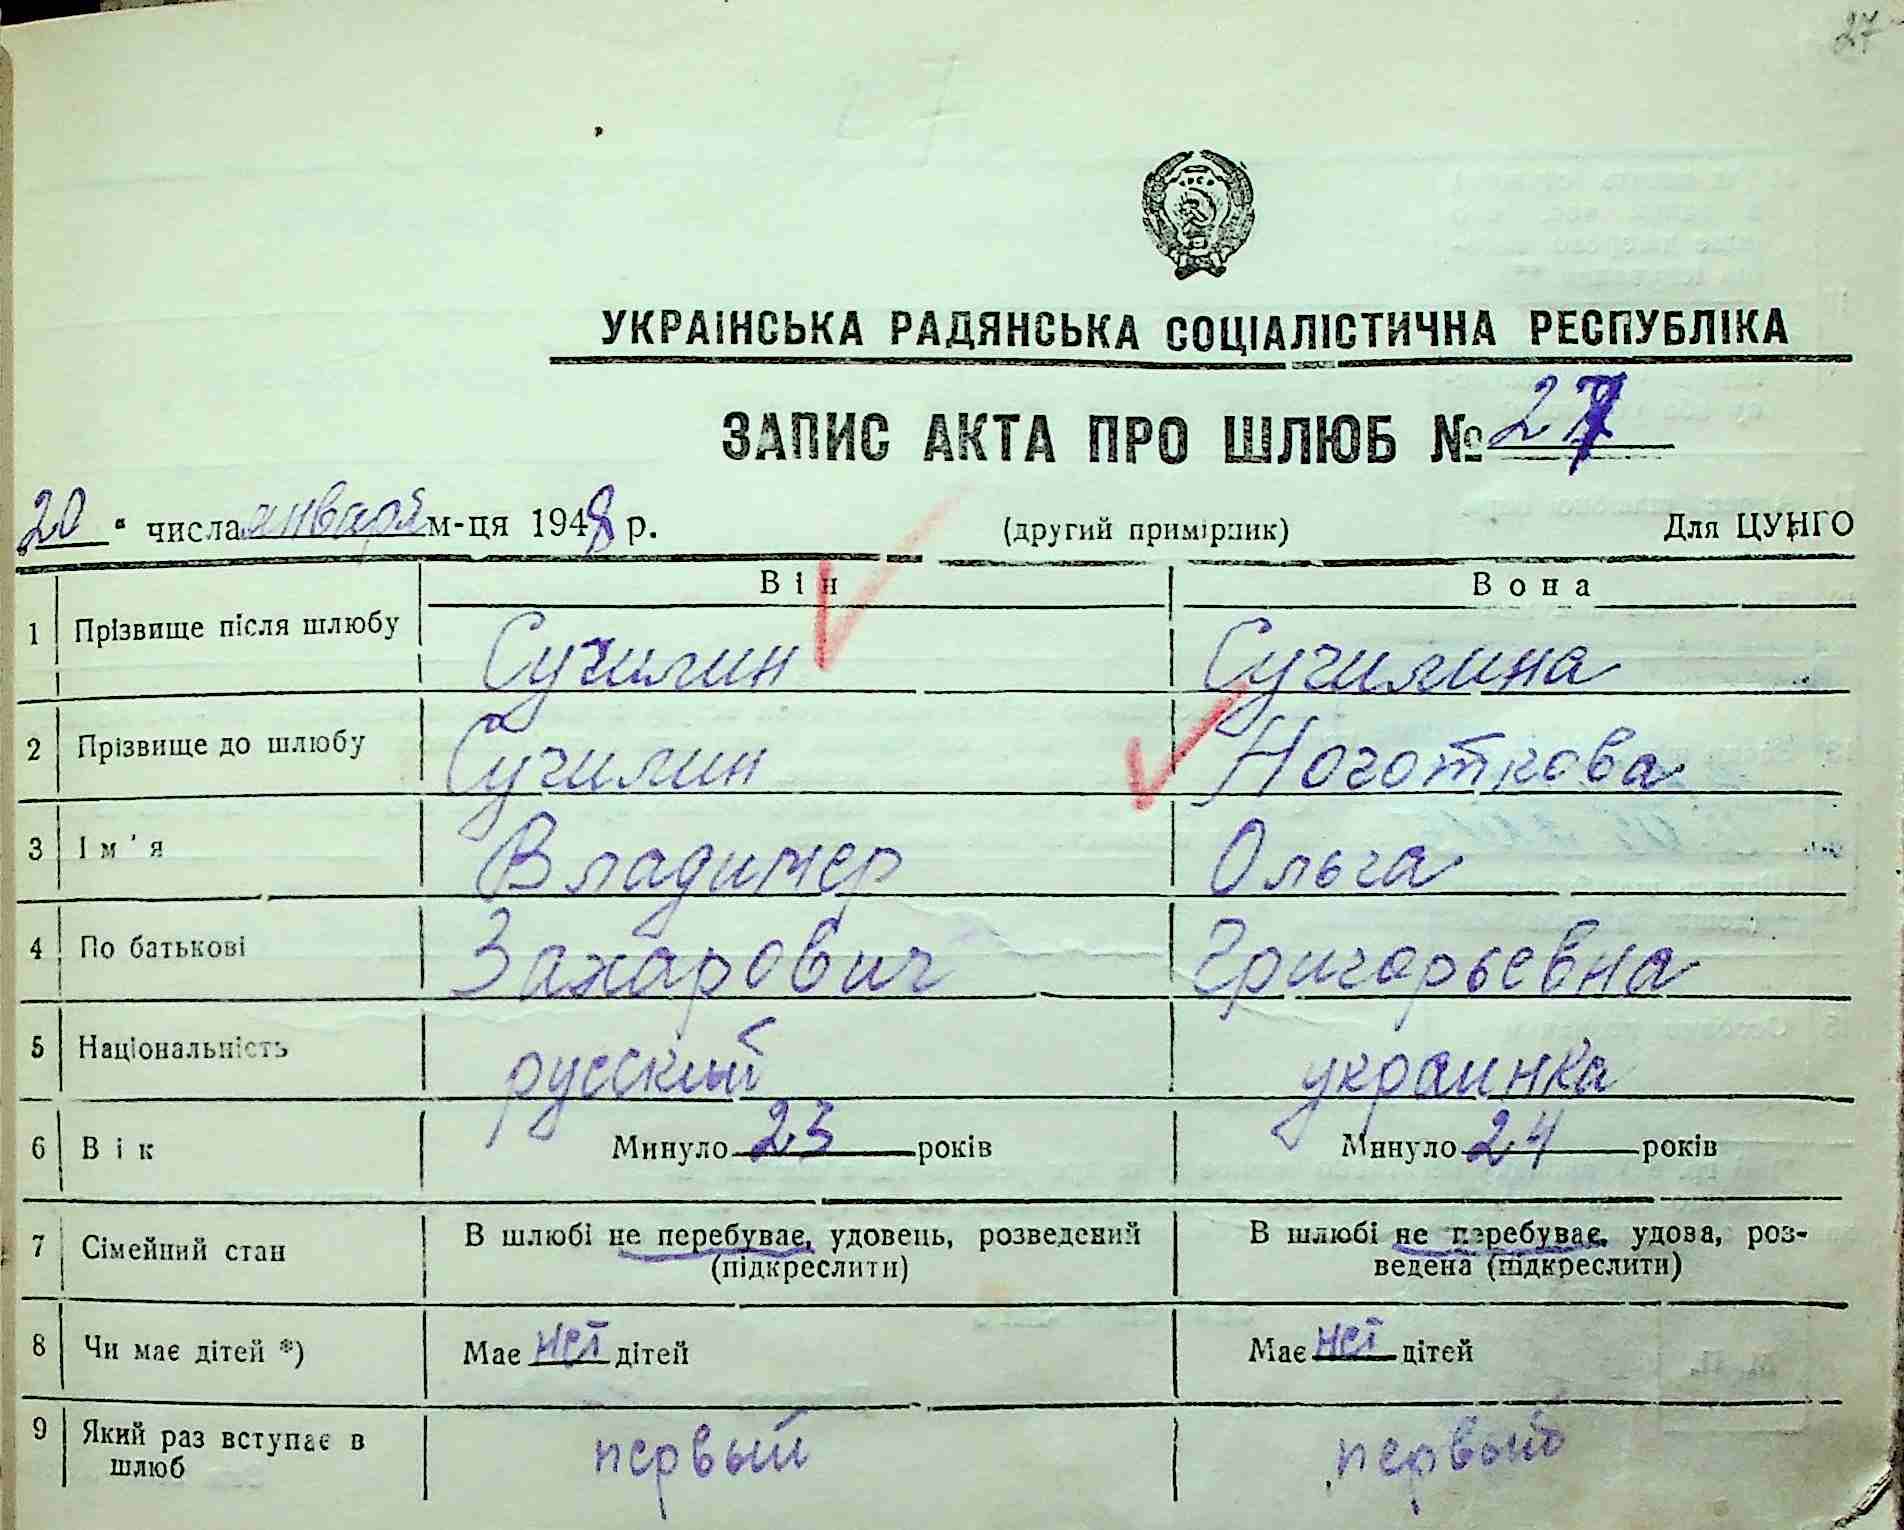 27
УКРАІНСЬКА РАДЯНСЬКА СОЦІАЛІСТИЧНА РЕСПУБЛІКА
ЗАПИС АКТА ПРО ШЛЮБ № 27
20 " числа января м-ця 1948 р. (другий примірник) Для ЦУНГО
Він Вона
1 Прізвище після шлюбу Сучилин Сучилина
2 Прізвище до шлюбу Сучилин Ноготкова
3 Ім'я Владимер Ольга
4 По батькові Захарович Григорьевна
5 Національність русский украинка
6 Вік Минуло 23 років Минуло 24 років
7 Сімейний стан В шлюбі не перебуває, удовець, розведений (підкреслити) В шлюбі не перебуває, удова, роз-
ведена (підкреслити)
8 Чи має дітей *) Має нет дітей Має нет дітей
9 Який раз вступає в шлюб первый первый